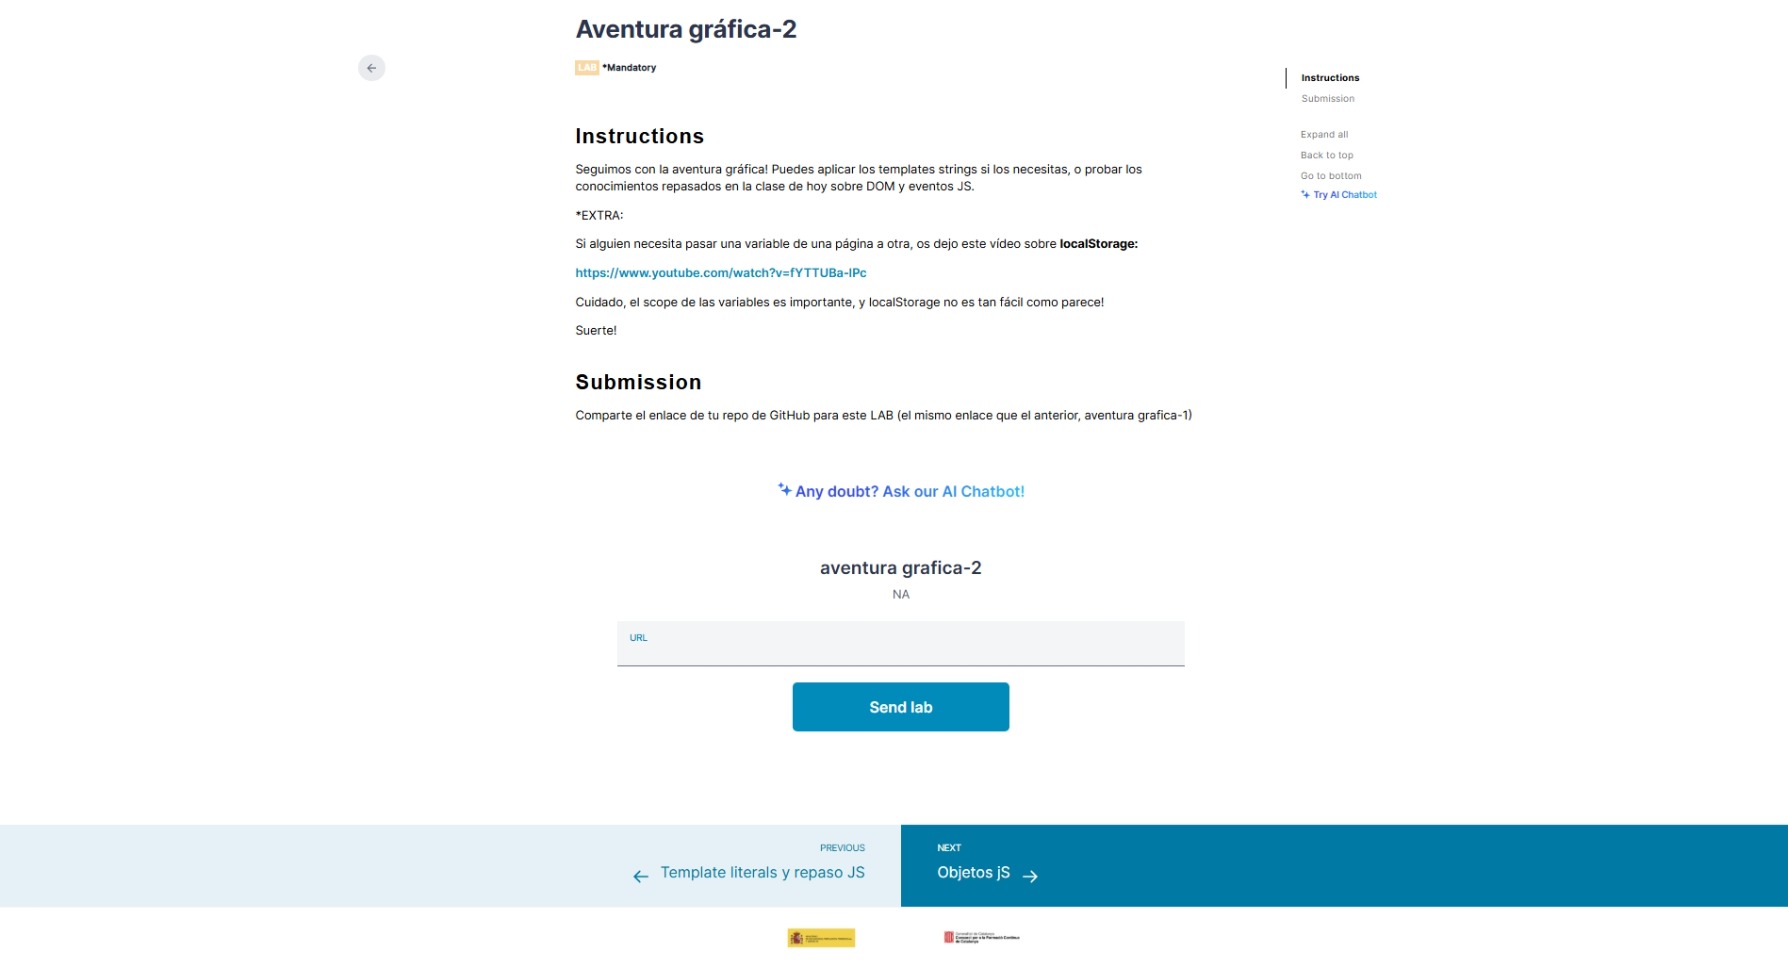 Aventura gráfica-2
LAB *Mandatory
Instructions
Submission
Expand all
Back to top
Go to bottom
Try AI Chatbot
Instructions
Seguimos con la aventura gráfica! Puedes aplicar los templates strings si los necesitas, o probar los
conocimientos repasados en la clase de hoy sobre DOM y eventos JS.
*EXTRA:
Si alguien necesita pasar una variable de una página a otra, os dejo este vídeo sobre localStorage:
https://www.youtube.com/watch?v=fYTTUBa-lPc
Cuidado, el scope de las variables es importante, y localStorage no es tan fácil como parece!
Suerte!
Submission
Comparte el enlace de tu repo de GitHub para este LAB (el mismo enlace que el anterior, aventura grafica-1)
Any doubt? Ask our AI Chatbot!
aventura grafica-2
NA
URL
Send lab
PREVIOUS
Template literals y repaso JS
NEXT
Objetos jS